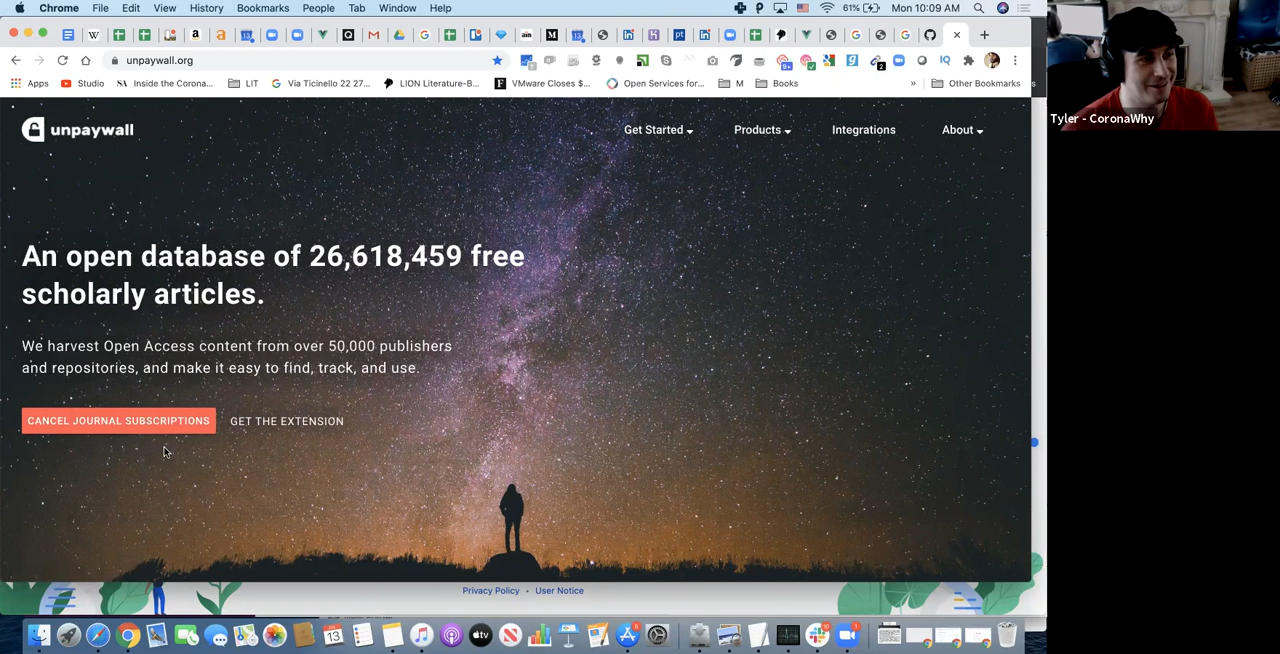 Chrome File Edit View History Bookmarks People Tab Window Help
61% Mon 10:09 AM
unpaywall.org
Apps Studio Inside the Corona... LIT Via Ticinello 22 27... LION Literature-B... VMware Closes $... Open Services for... M Books » Other Bookmarks
unpaywall
Get Started Products Integrations About
An open database of 26,618,459 free
scholarly articles.
We harvest Open Access content from over 50,000 publishers
and repositories, and make it easy to find, track, and use.
CANCEL JOURNAL SUBSCRIPTIONS GET THE EXTENSION
Privacy Policy • User Notice
Tyler - CoronaWhy